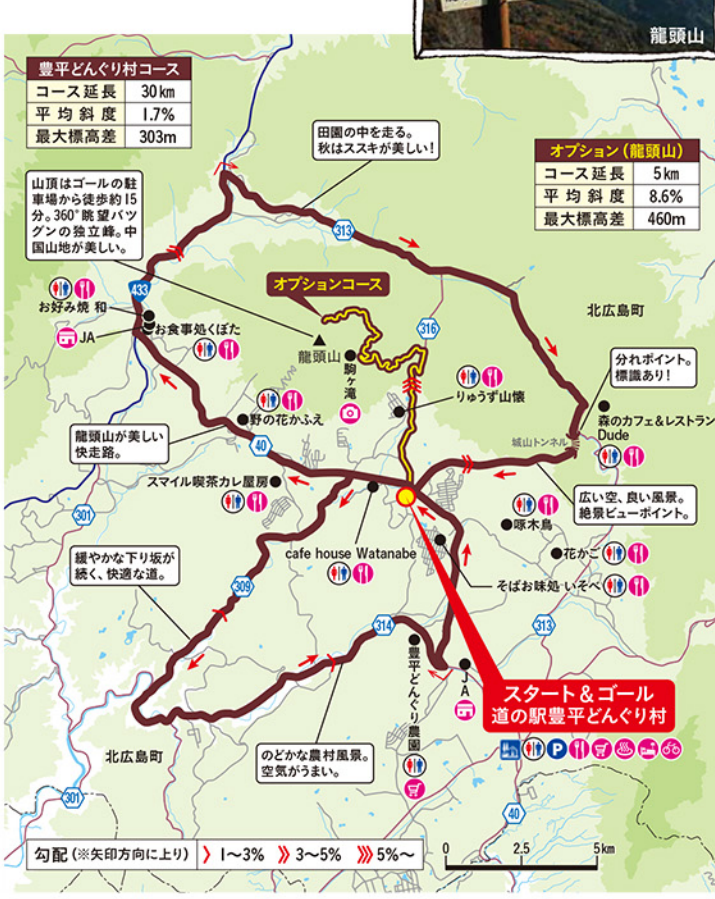 龍頭山
豊平どんぐり村コース
コース延長 30km
平均斜度 1.7%
最大標高差 303m
田園の中を走る。
秋はススキが美しい!
オプション(龍頭山)
コース延長 5km
平均斜度 8.6%
最大標高差 460m
山頂はゴールの駐
車場から徒歩約15
分。360°眺望バツ
グンの独立峰。中
国山地が美しい。
313
オプションコース
433
お好み焼 和
JA
お食事処くぼた
316
北広島町
龍頭山
駒ヶ滝
りゅうず山懐
分れポイント。
標識あり!
森のカフェ&レストラン
Dude
城山トンネル
野の花かふえ
龍頭山が美しい
快走路。
40
スマイル喫茶カレ屋房
広い空、良い風景。
絶景ビューポイント。
301
啄木鳥
cafe house Watanabe
花かご
緩やかな下り坂が
続く、快適な道。
そばお味処 いそべ
309
314
313
豊平どんぐり農園
JA
スタート&ゴール
道の駅豊平どんぐり村
P
北広島町
のどかな農村風景。
空気がうまい。
301
40
勾配(※矢印方向に上り) 1〜3% 3〜5% 5%〜
0 2.5 5km